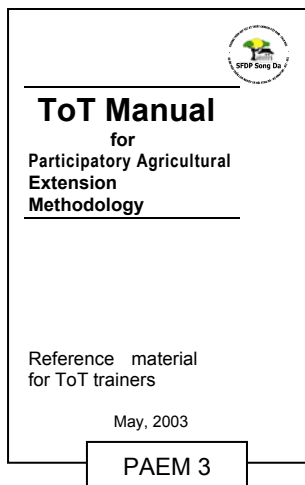 SFDP Song Da
ToT Manual
for
Participatory Agricultural
Extension
Methodology
Reference material
for ToT trainers
May, 2003
PAEM 3